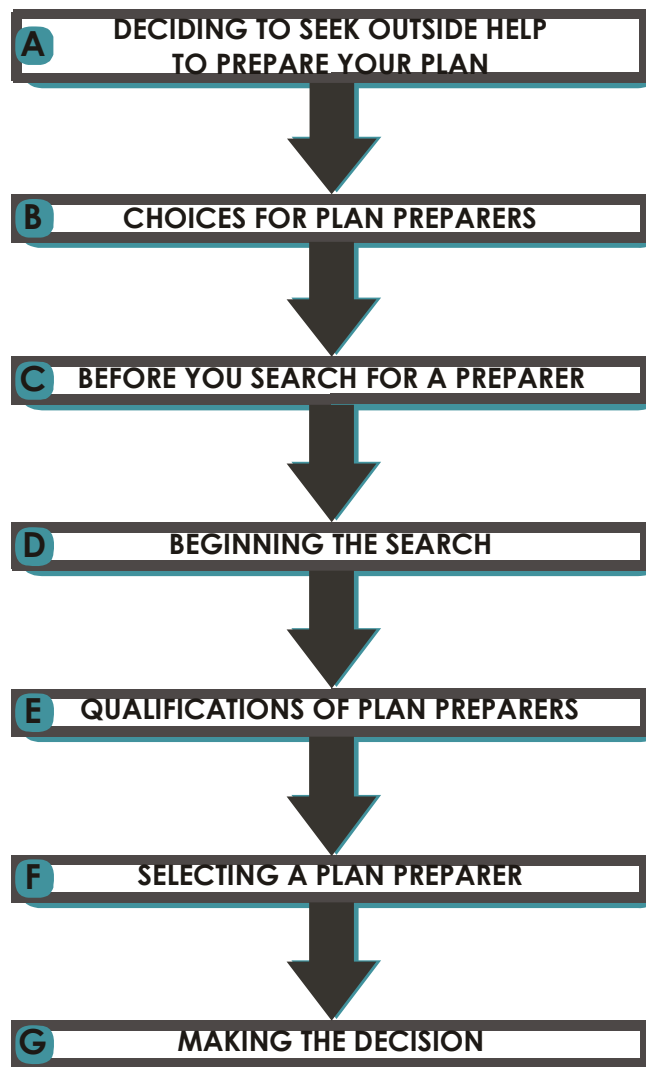 A
DECIDING TO SEEK OUTSIDE HELP
TO PREPARE YOUR PLAN
B
CHOICES FOR PLAN PREPARERS
C
BEFORE YOU SEARCH FOR A PREPARER
D
BEGINNING THE SEARCH
E
QUALIFICATIONS OF PLAN PREPARERS
F
SELECTING A PLAN PREPARER
G
MAKING THE DECISION